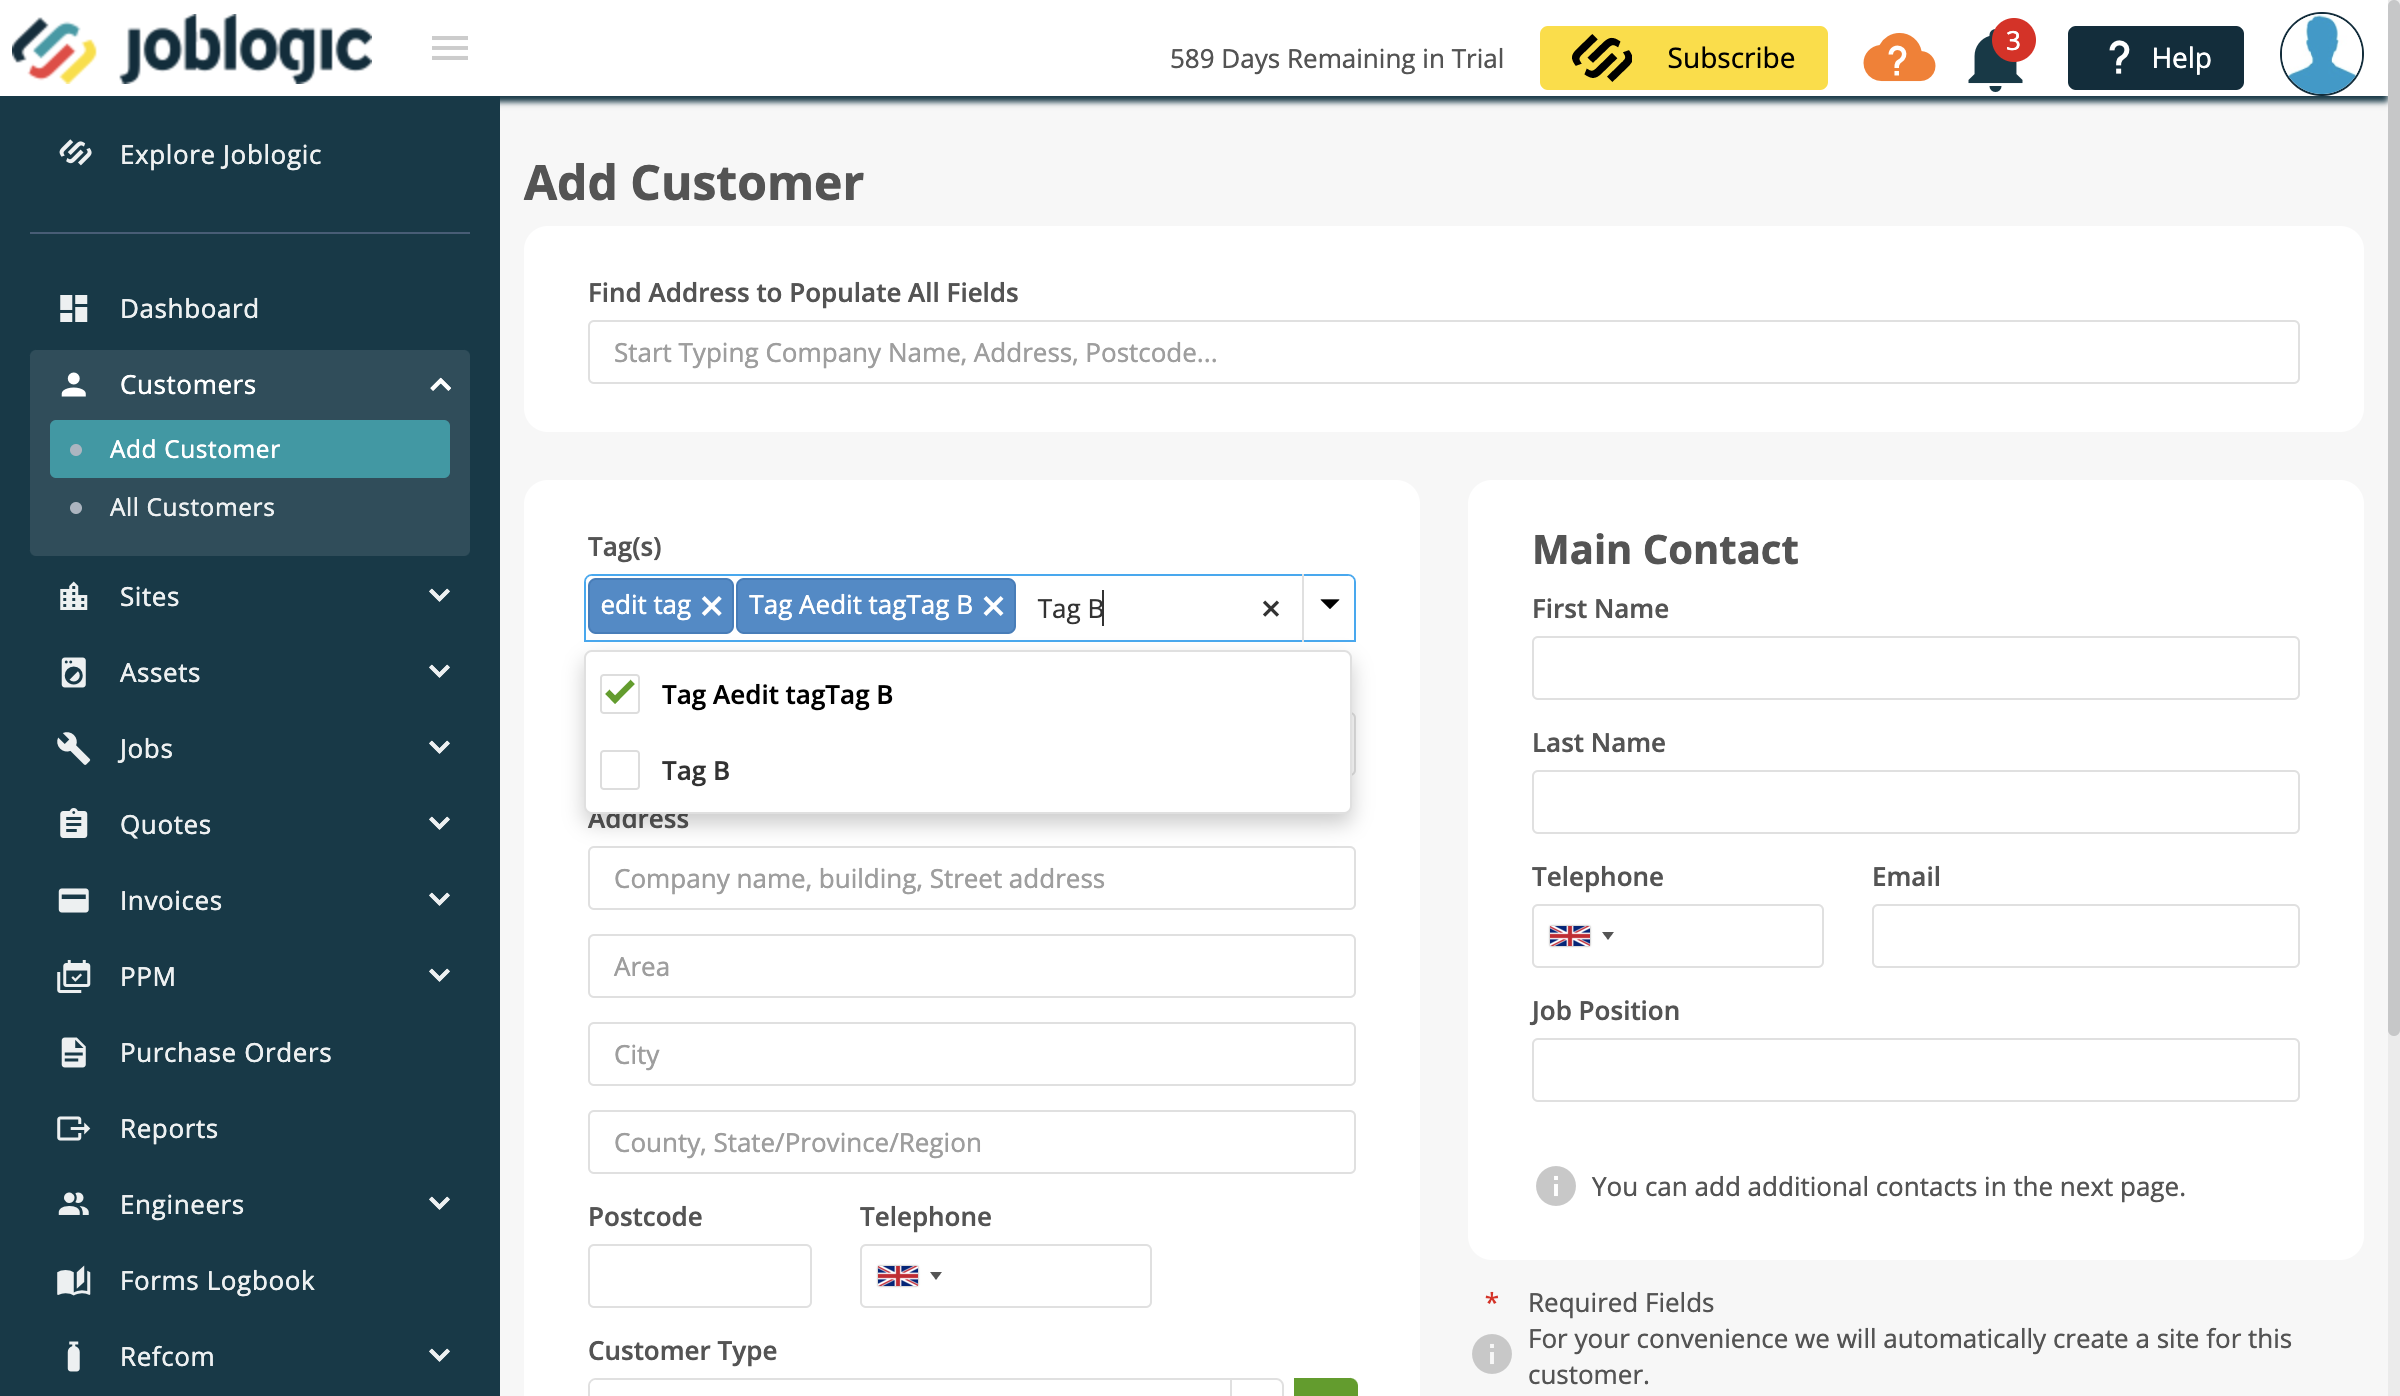 joblogic
589 Days Remaining in Trial
Subscribe
?
3
? Help
Explore Joblogic
Dashboard
Customers
Add Customer
All Customers
Sites
Assets
Jobs
Quotes
Invoices
PPM
Purchase Orders
Reports
Engineers
Forms Logbook
Refcom
Add Customer
Find Address to Populate All Fields
Start Typing Company Name, Address, Postcode...
Tag(s)
edit tag
Tag Aedit tagTag B
Tag B
Tag Aedit tagTag B
Tag B
Address
Company name, building, Street address
Area
City
County, State/Province/Region
Postcode
Telephone
Customer Type
Main Contact
First Name
Last Name
Telephone
Email
Job Position
You can add additional contacts in the next page.
* Required Fields
For your convenience we will automatically create a site for this
customer.